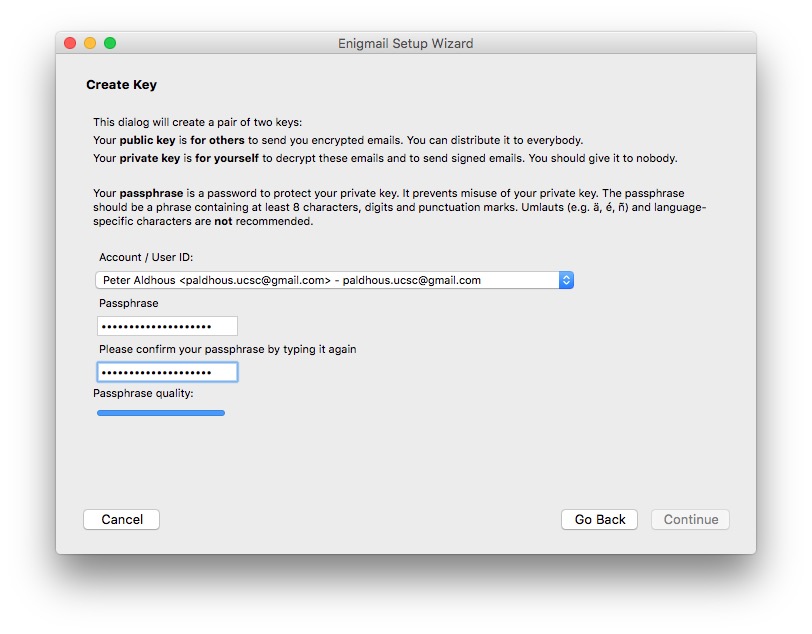 Enigmail Setup Wizard
Create Key
This dialog will create a pair of two keys:
Your public key is for others to send you encrypted emails. You can distribute it to everybody.
Your private key is for yourself to decrypt these emails and to send signed emails. You should give it to nobody.
Your passphrase is a password to protect your private key. It prevents misuse of your private key. The passphrase
should be a phrase containing at least 8 characters, digits and punctuation marks. Umlauts (e.g. ä, é, ñ) and language-
specific characters are not recommended.
Account / User ID:
Peter Aldhous <paldhous.ucsc@gmail.com> - paldhous.ucsc@gmail.com
Passphrase
••••••••••••••••••••
Please confirm your passphrase by typing it again
••••••••••••••••••••
Passphrase quality:
Cancel
Go Back
Continue